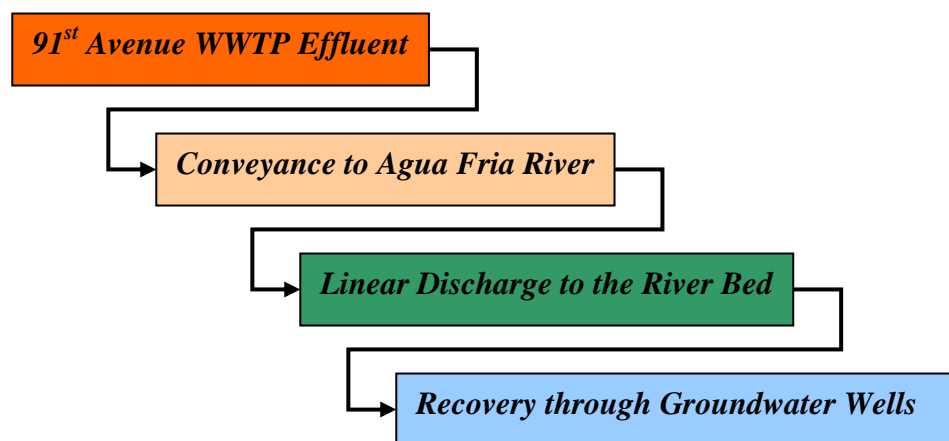 91st Avenue WWTP Effluent
Conveyance to Agua Fria River
Linear Discharge to the River Bed
Recovery through Groundwater Wells